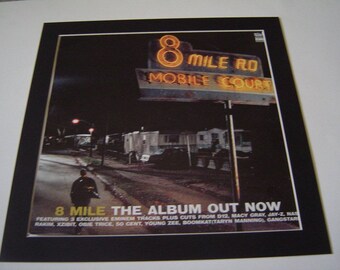 8 MILE RD
MOBILE COURT
8 MILE THE ALBUM OUT NOW
FEATURING 3 EXCLUSIVE EMINEM TRACKS PLUS CUTS FROM D12, MACY GRAY, JAY-Z, NAS
RAKIM, XZIBIT, OBIE TRICE, 50 CENT, YOUNG ZEE, BOOMKAT(TARYN MANNING), GANGSTARR